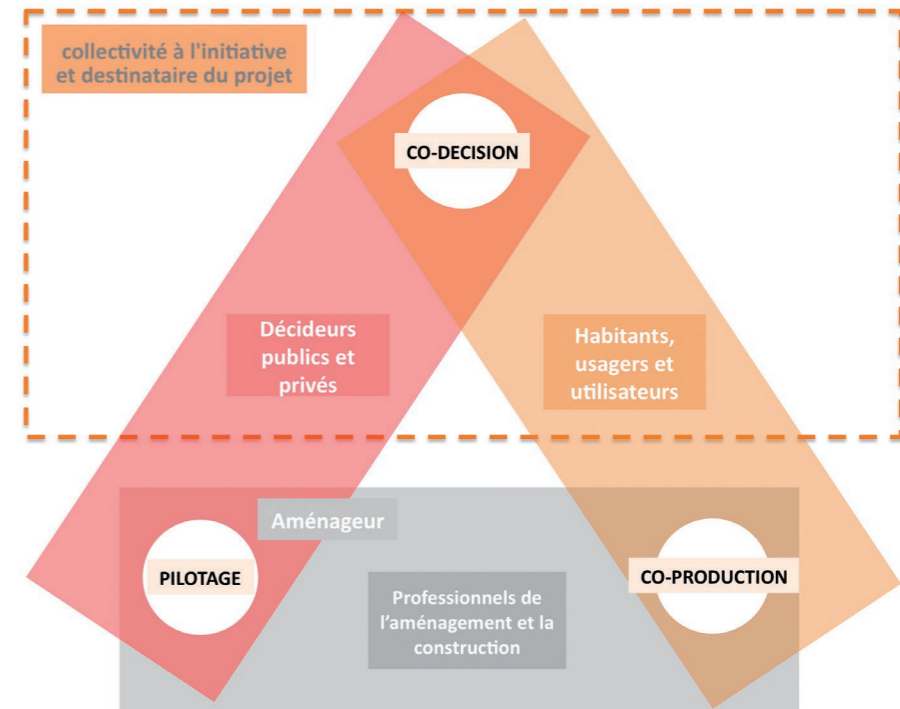 collectivité à l'initiative
et destinataire du projet
CO-DECISION
Décideurs
publics et
privés
Habitants,
usagers et
utilisateurs
Aménageur
PILOTAGE
CO-PRODUCTION
Professionnels de
l’aménagement et la
construction